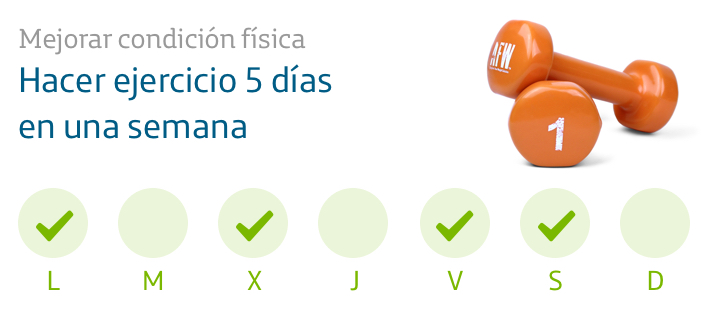 Mejorar condición física
Hacer ejercicio 5 días
en una semana
AFW.
1
L M X J V S D